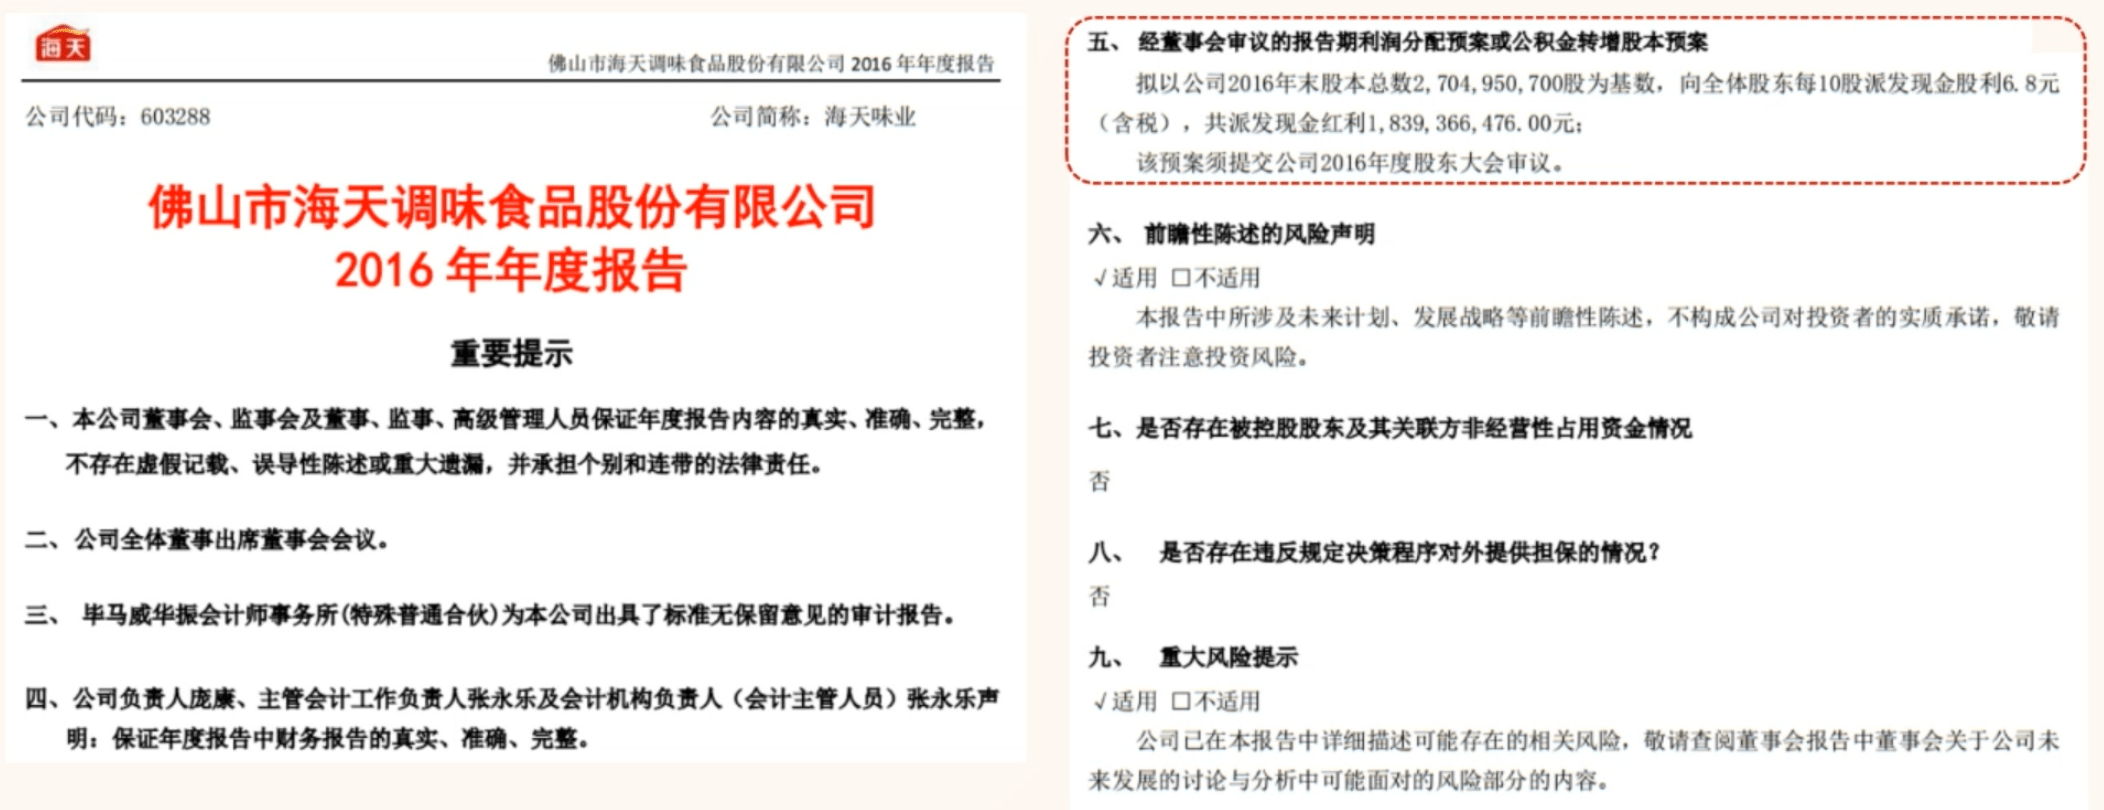 海天
佛山市海天调味食品股份有限公司 2016 年年度报告
公司代码：603288 公司简称：海天味业
佛山市海天调味食品股份有限公司
2016 年年度报告
重要提示
一、本公司董事会、监事会及董事、监事、高级管理人员保证年度报告内容的真实、准确、完整，
不存在虚假记载、误导性陈述或重大遗漏，并承担个别和连带的法律责任。
二、公司全体董事出席董事会会议。
三、 毕马威华振会计师事务所(特殊普通合伙)为本公司出具了标准无保留意见的审计报告。
四、公司负责人庞康、主管会计工作负责人张永乐及会计机构负责人（会计主管人员）张永乐声
明：保证年度报告中财务报告的真实、准确、完整。
五、 经董事会审议的报告期利润分配预案或公积金转增股本预案
拟以公司2016年末股本总数2,704,950,700股为基数，向全体股东每10股派发现金股利6.8元
（含税），共派发现金红利1,839,366,476.00元；
该预案须提交公司2016年度股东大会审议。
六、 前瞻性陈述的风险声明
√适用 □不适用
本报告中所涉及未来计划、发展战略等前瞻性陈述，不构成公司对投资者的实质承诺，敬请
投资者注意投资风险。
七、是否存在被控股股东及其关联方非经营性占用资金情况
否
八、 是否存在违反规定决策程序对外提供担保的情况？
否
九、 重大风险提示
√适用 □不适用
公司已在本报告中详细描述可能存在的相关风险，敬请查阅董事会报告中董事会关于公司未
来发展的讨论与分析中可能面对的风险部分的内容。